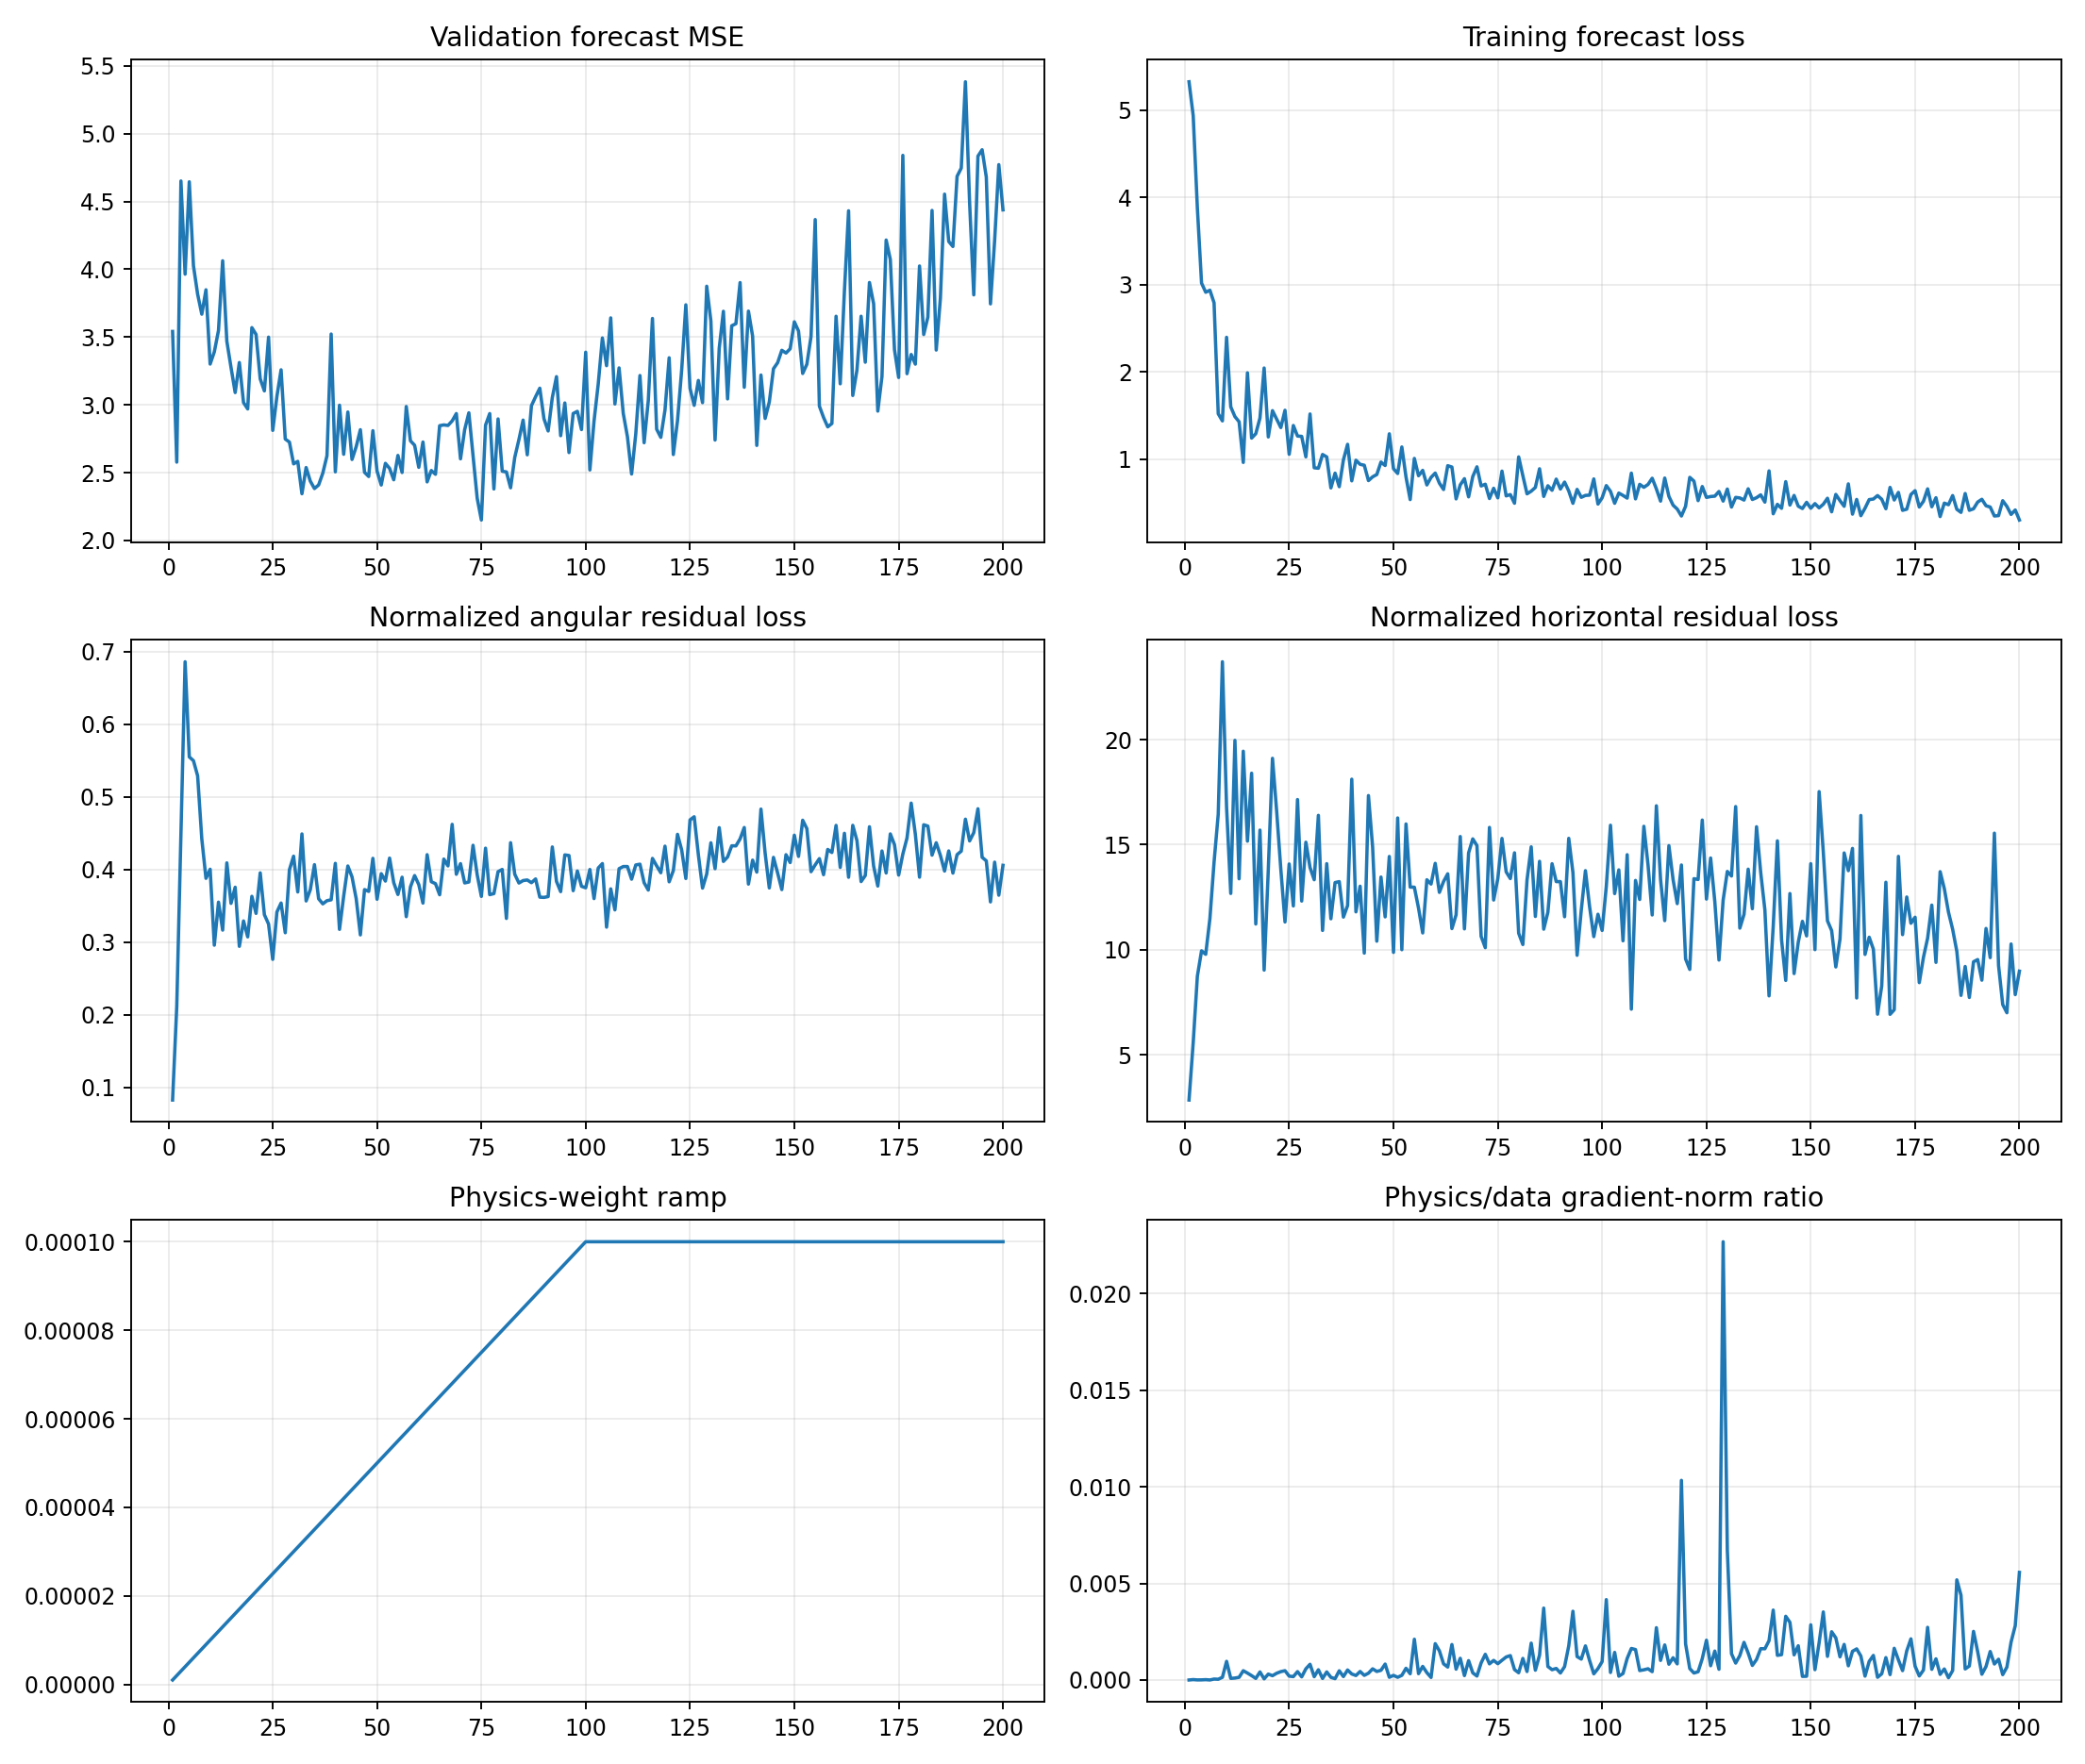 Validation forecast MSE
5.5
5.0
4.5
4.0
3.5
3.0
2.5
2.0
0 25 50 75 100 125 150 175 200
Training forecast loss
5
4
3
2
1
0 25 50 75 100 125 150 175 200
Normalized angular residual loss
0.7
0.6
0.5
0.4
0.3
0.2
0.1
0 25 50 75 100 125 150 175 200
Normalized horizontal residual loss
20
15
10
5
0 25 50 75 100 125 150 175 200
Physics-weight ramp
0.00010
0.00008
0.00006
0.00004
0.00002
0.00000
0 25 50 75 100 125 150 175 200
Physics/data gradient-norm ratio
0.020
0.015
0.010
0.005
0.000
0 25 50 75 100 125 150 175 200